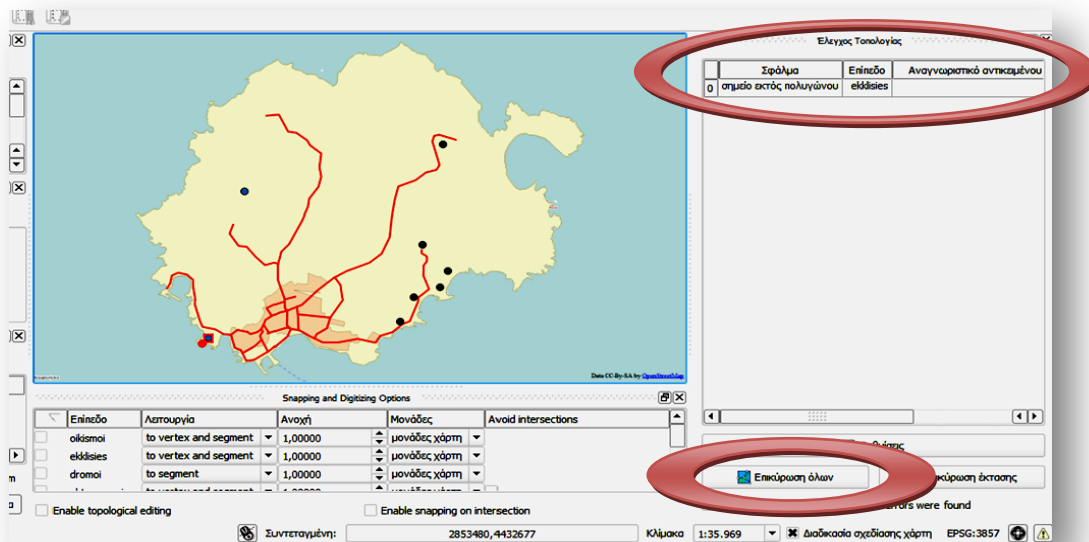 Έλεγχος Τοπολογίας
Σφάλμα Επίπεδο Αναγνωριστικό αντικειμένου
0 σημείο εκτός πολυγώνου ekklisies
Data CC-By-SA by OpenStreetMap
Snapping and Digitizing Options
Επίπεδο Λειτουργία Ανοχή Μονάδες Avoid intersections
oikismoi to vertex and segment 1,00000 μονάδες χάρτη
ekklisies to vertex and segment 1,00000 μονάδες χάρτη
dromoi to segment 1,00000 μονάδες χάρτη
Επικύρωση όλων κύρωση έκτασης
Enable topological editing Enable snapping on intersection rrors were found
Συντεταγμένη: 2853480,4432677 Κλίμακα 1:35.969 Διαδικασία σχεδίασης χάρτη EPSG:3857